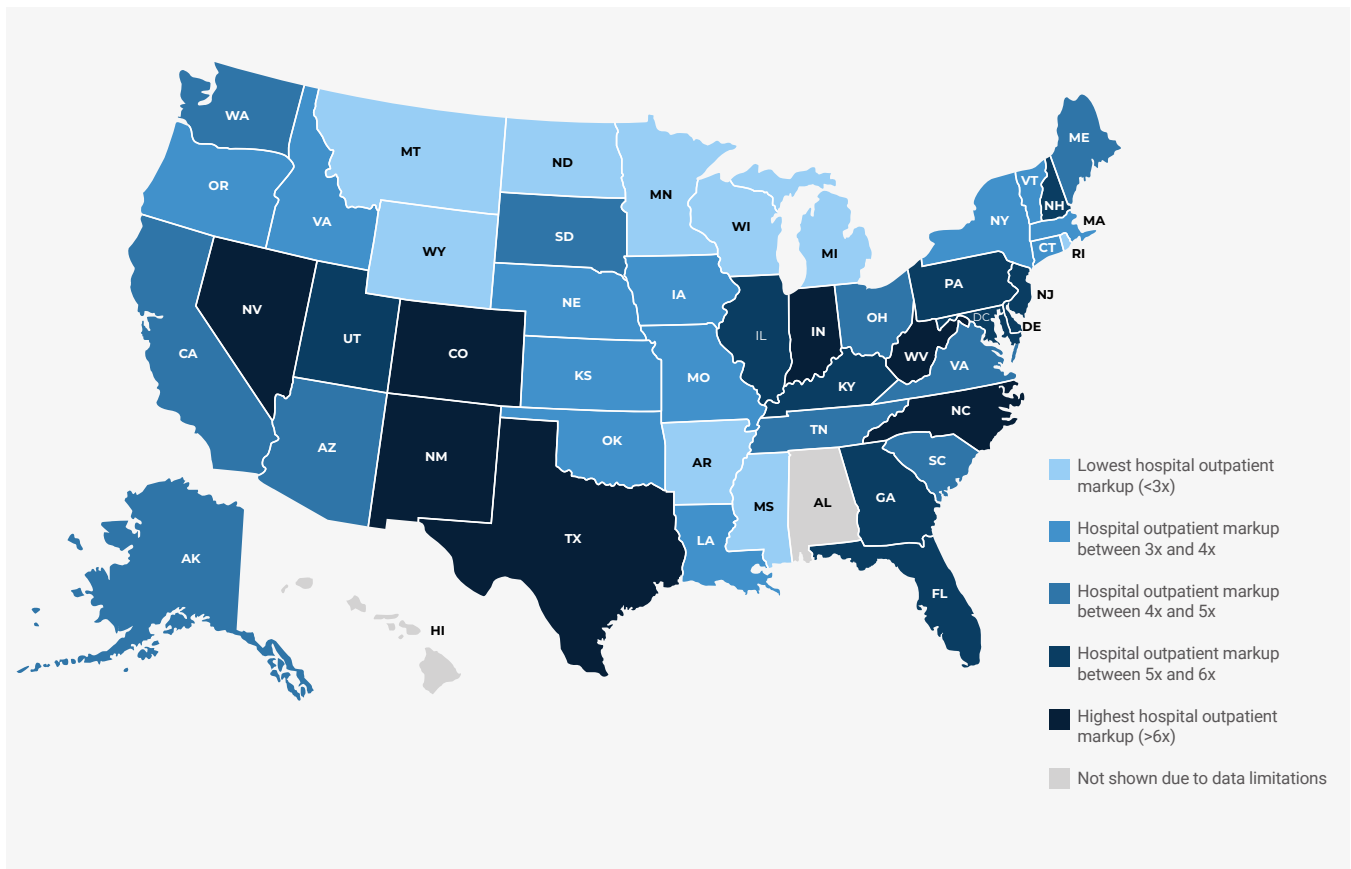 WA
MT
ND
MN
ME
VT
NH
OR
VA
WY
SD
WI
MI
NY
MA
CT
RI
NV
UT
CO
NE
IA
IL
IN
OH
PA
NJ
DC
DE
CA
AZ
NM
KS
MO
KY
WV
VA
OK
AR
TN
NC
SC
TX
LA
MS
AL
GA
FL
AK
HI
Lowest hospital outpatient
markup (<3x)
Hospital outpatient markup
between 3x and 4x
Hospital outpatient markup
between 4x and 5x
Hospital outpatient markup
between 5x and 6x
Highest hospital outpatient
markup (>6x)
Not shown due to data limitations